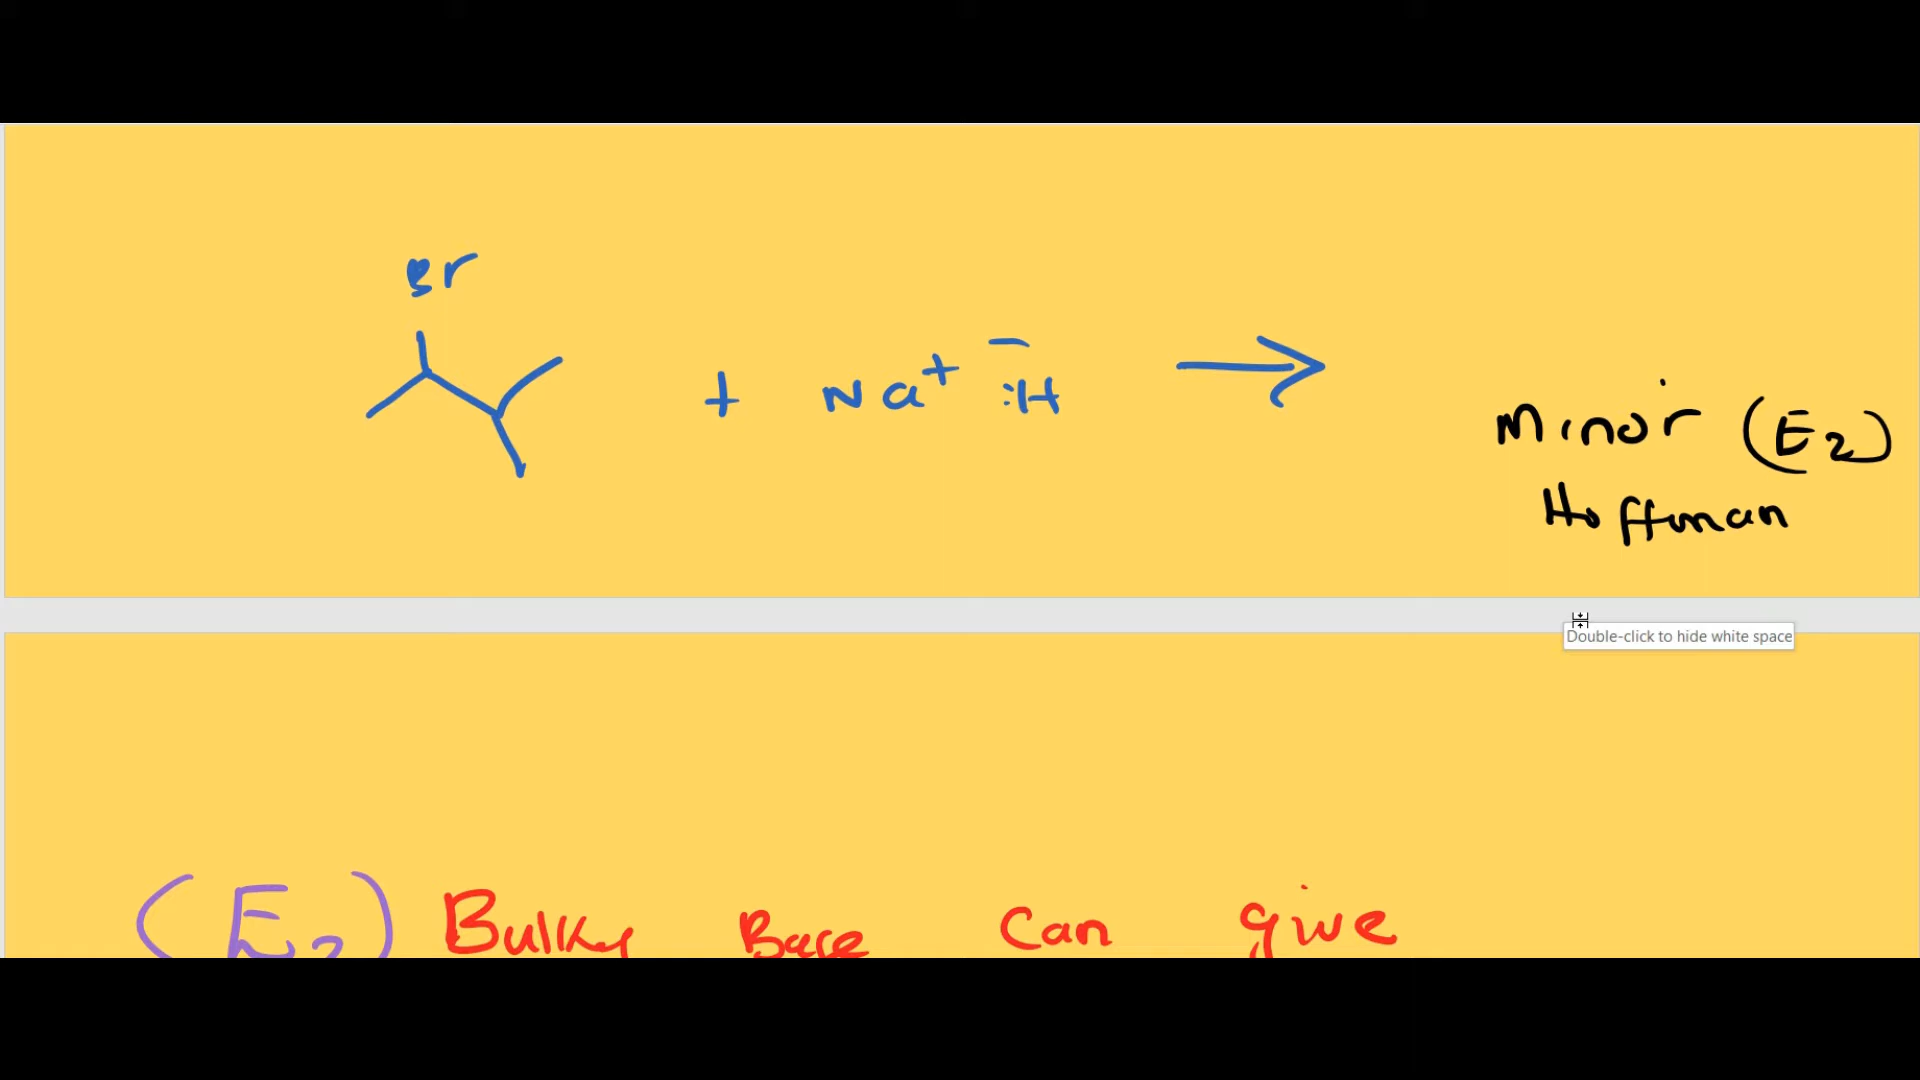 Br
+ Na⁺ :H⁻ →
Minor (E2)
Hoffman
Double-click to hide white space
(E2) Bulky Base Can give